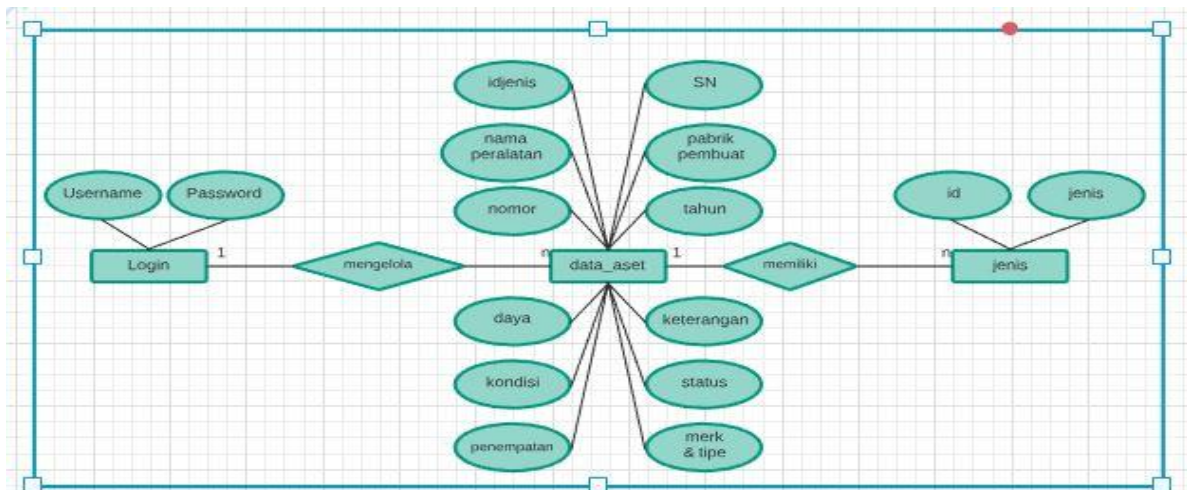 idjenis
SN
nama
peralatan
pabrik
pembuat
Username
Password
nomor
tahun
id
jenis
Login
1
mengelola
n
data_aset
1
memiliki
n
jenis
daya
keterangan
kondisi
status
penempatan
merk
& tipe